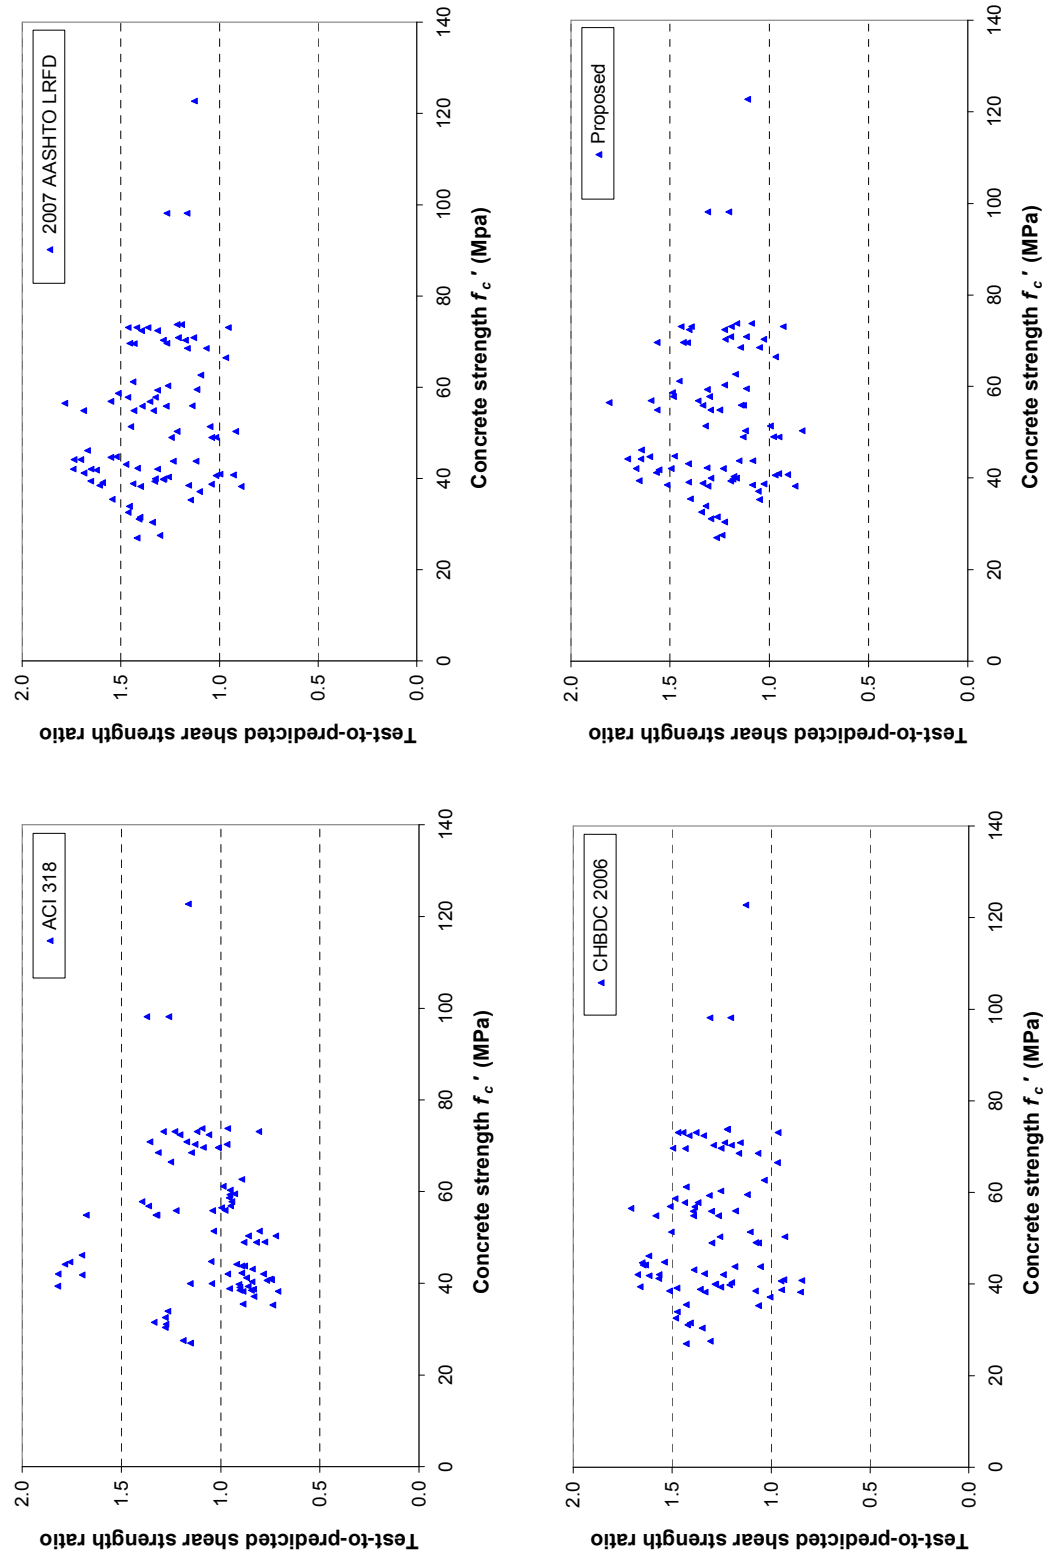 ACI 318
Test-to-predicted shear strength ratio
2.0
1.5
1.0
0.5
0.0
0 20 40 60 80 100 120 140
Concrete strength f c ' (MPa)
2007 AASHTO LRFD
Test-to-predicted shear strength ratio
2.0
1.5
1.0
0.5
0.0
0 20 40 60 80 100 120 140
Concrete strength f c ' (Mpa)
CHBDC 2006
Test-to-predicted shear strength ratio
2.0
1.5
1.0
0.5
0.0
0 20 40 60 80 100 120 140
Concrete strength f c ' (MPa)
Proposed
Test-to-predicted shear strength ratio
2.0
1.5
1.0
0.5
0.0
0 20 40 60 80 100 120 140
Concrete strength f c ' (MPa)